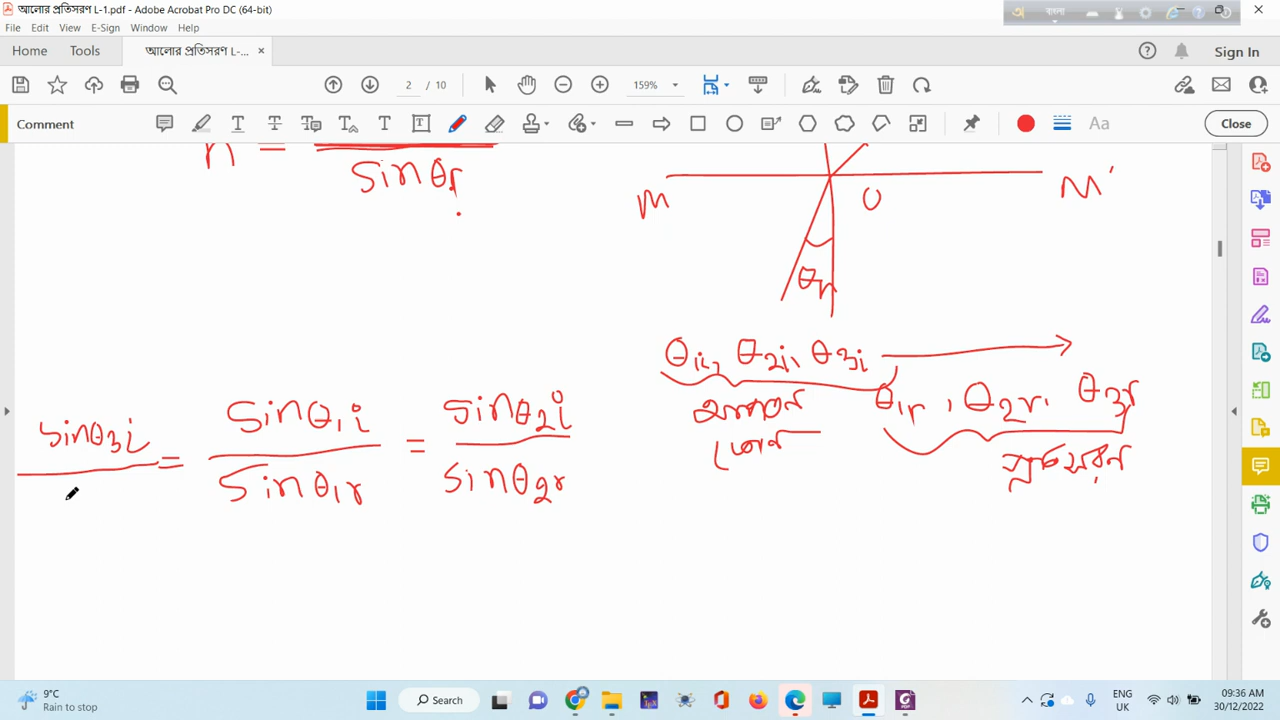 আলোর প্রতিসরণ L-1.pdf - Adobe Acrobat Pro DC (64-bit)
বাংলা
File Edit View E-Sign Window Help
Home Tools আলোর প্রতিসরণ L-... × Sign In
2 / 10 159%
Comment Close
n =
sinθr
M O M'
θr
θ1i, θ2i, θ3i
আপতন θ1r, θ2r, θ3r
কোন
প্রতিসরণ
sinθ3i = sinθ1i = sinθ2i
sinθ1r sinθ2r
9°C
Rain to stop
Search
ENG
UK
09:36 AM
30/12/2022